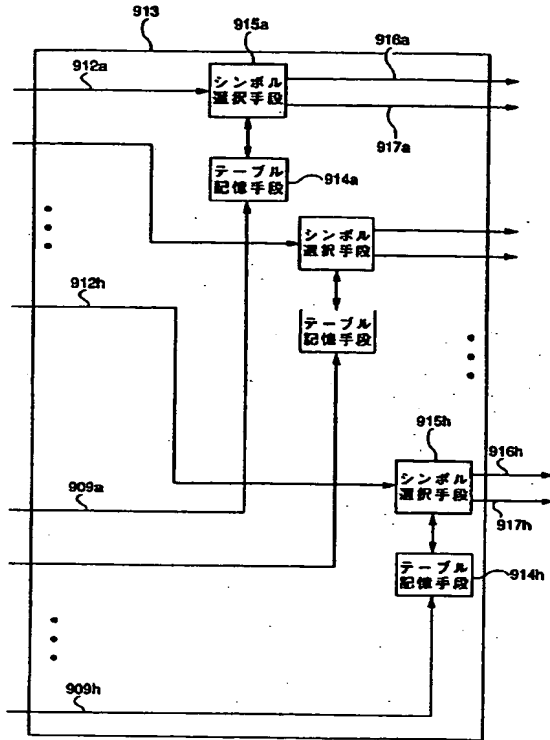 913
915a
916a
912a
シンボル
選択手段
917a
テーブル
記憶手段
914a
シンボル
選択手段
912h
テーブル
記憶手段
915h
916h
シンボル
選択手段
909a
917h
テーブル
記憶手段
914h
909h